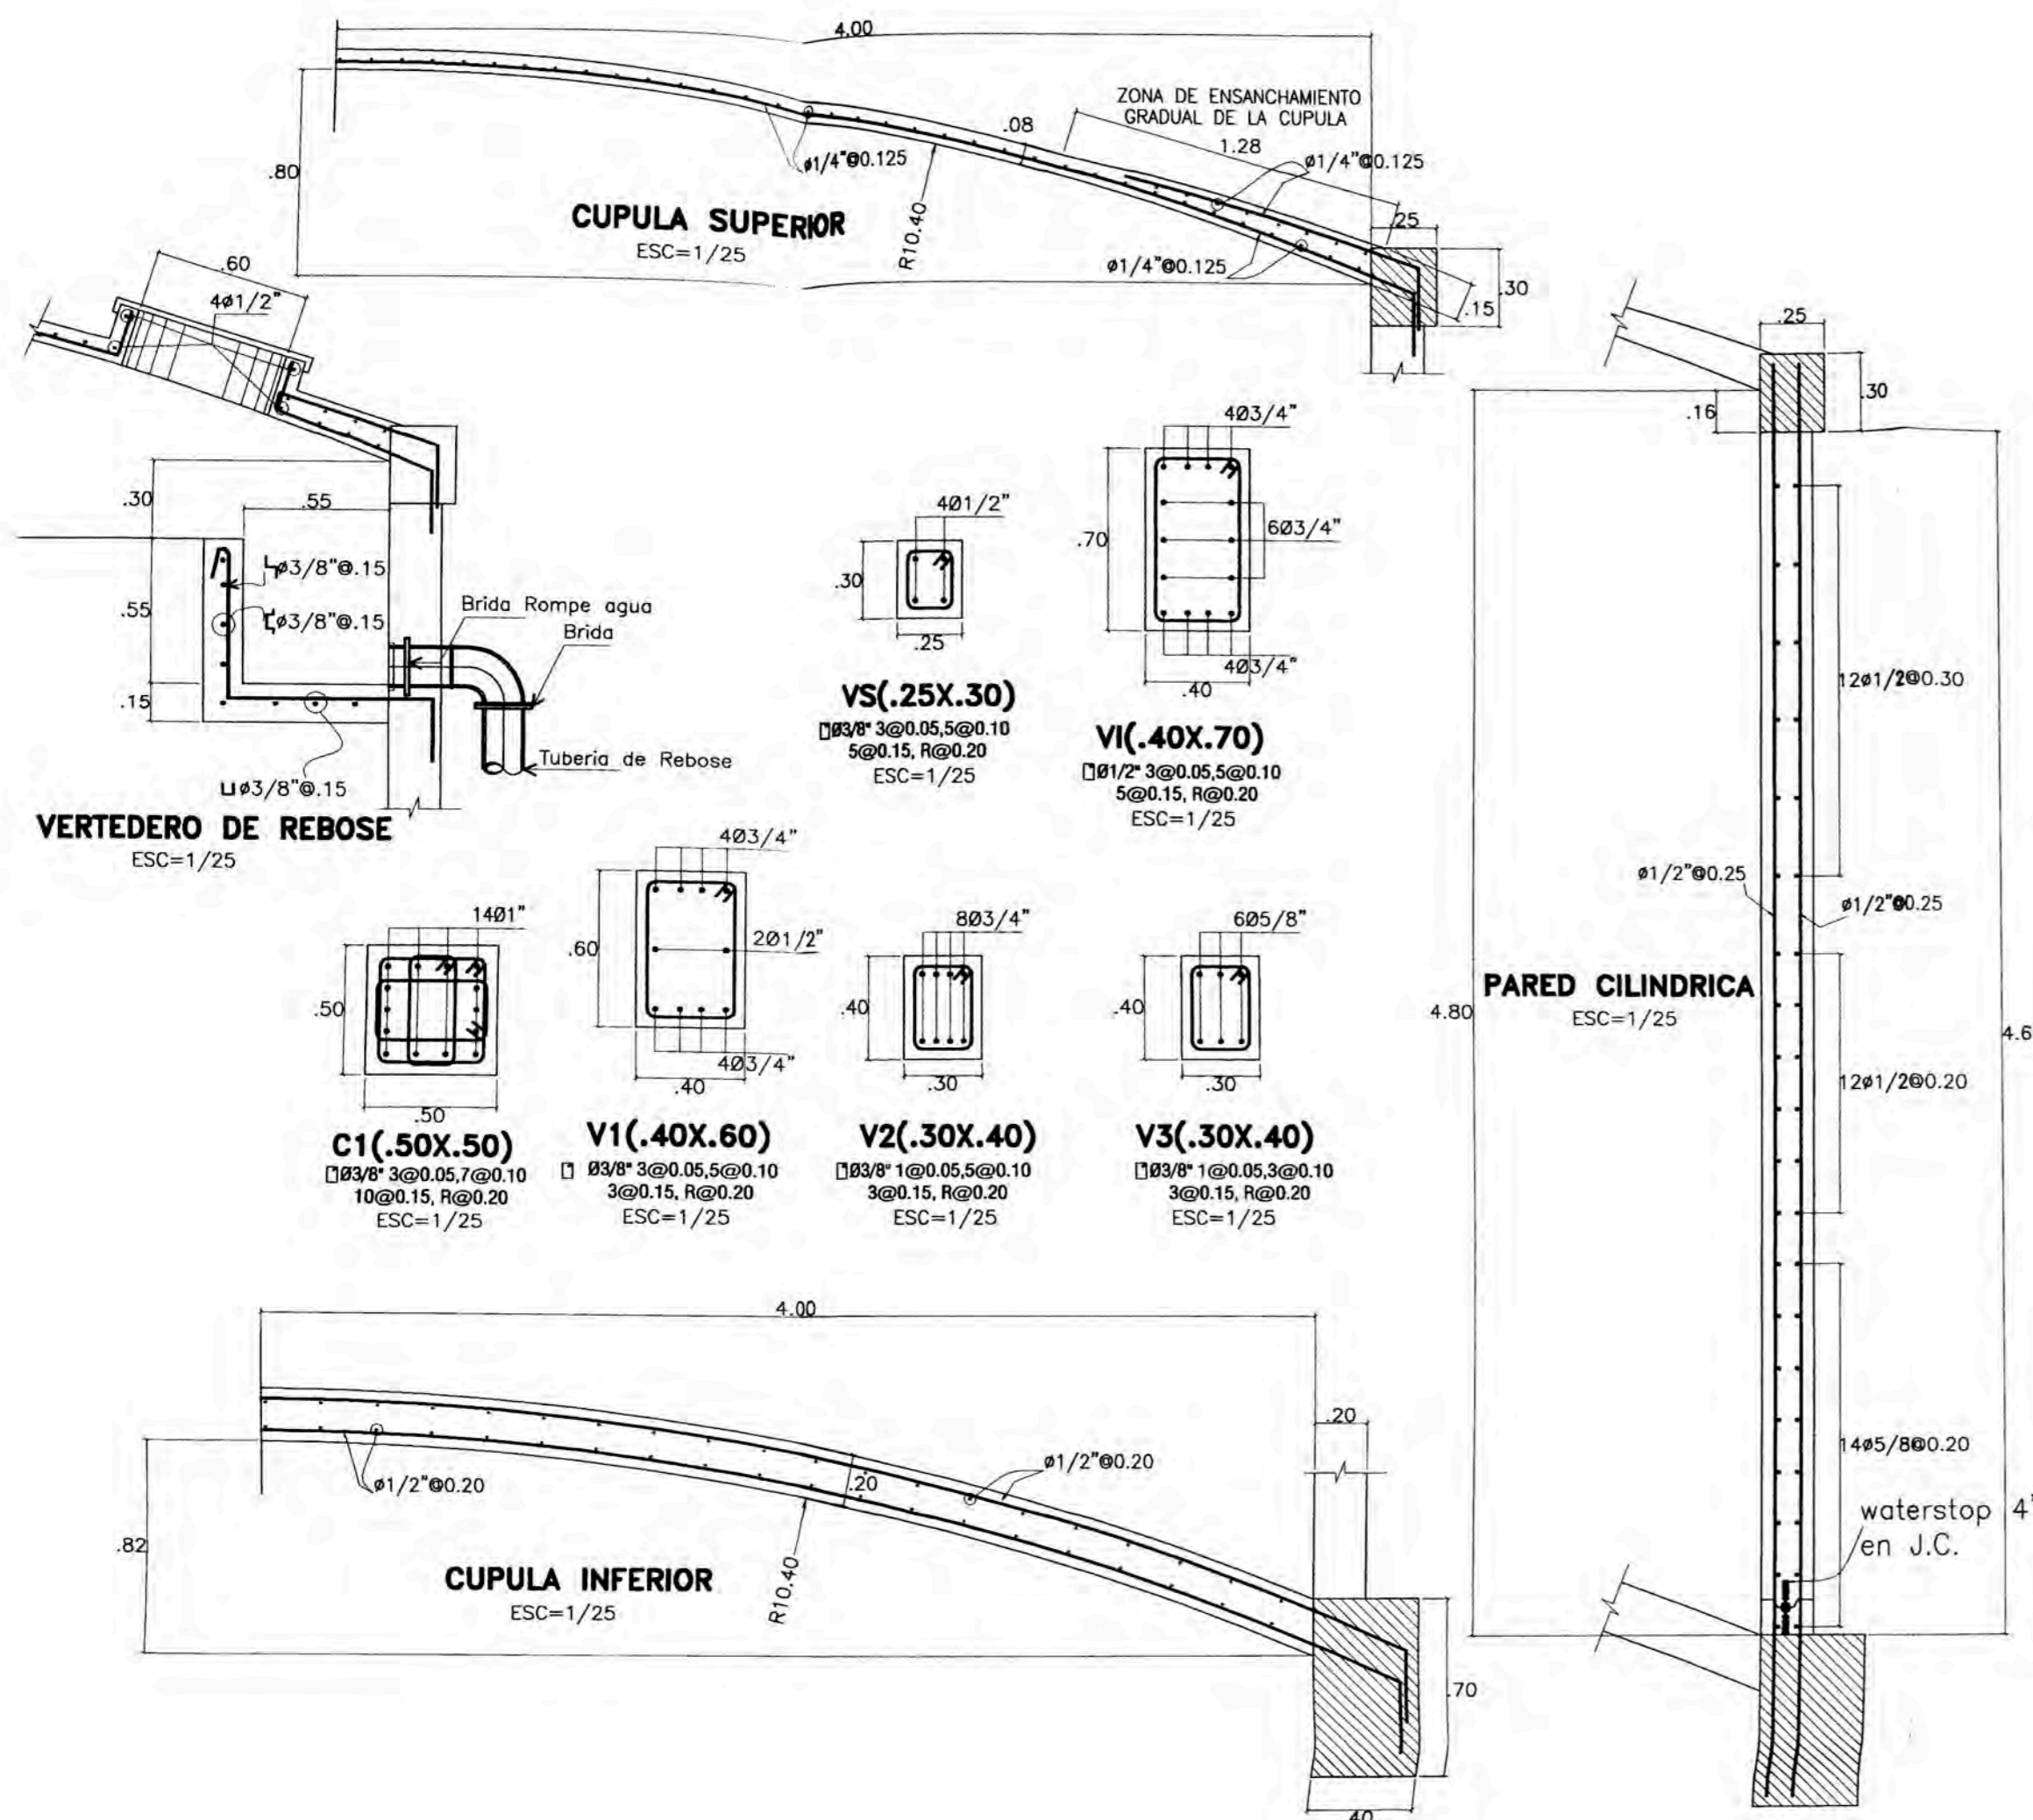 4.00
ZONA DE ENSANCHAMIENTO
GRADUAL DE LA CUPULA
1.28
.08
ø1/4"@0.125
ø1/4"@0.125
.80
R10.40
CUPULA SUPERIOR
ESC=1/25
ø1/4"@0.125
.25
.30
.15
.60
4ø1/2"
.30
.55
ø3/8"@.15
.55
ø3/8"@.15
Brida Rompe agua
Brida
.15
Tuberia de Rebose
ø3/8"@.15
VERTEDERO DE REBOSE
ESC=1/25
4Ø1/2"
.30
.25
VS(.25X.30)
Ø3/8" 3@0.05,5@0.10
5@0.15, R@0.20
ESC=1/25
4Ø3/4"
6Ø3/4"
.70
4Ø3/4"
.40
VI(.40X.70)
Ø1/2" 3@0.05,5@0.10
5@0.15, R@0.20
ESC=1/25
14Ø1"
.50
.50
C1(.50X.50)
Ø3/8" 3@0.05,7@0.10
10@0.15, R@0.20
ESC=1/25
4Ø3/4"
2Ø1/2"
.60
4Ø3/4"
.40
V1(.40X.60)
Ø3/8" 3@0.05,5@0.10
3@0.15, R@0.20
ESC=1/25
8Ø3/4"
.40
.30
V2(.30X.40)
Ø3/8" 1@0.05,5@0.10
3@0.15, R@0.20
ESC=1/25
6Ø5/8"
.40
.30
V3(.30X.40)
Ø3/8" 1@0.05,3@0.10
3@0.15, R@0.20
ESC=1/25
.25
.30
.16
12ø1/2@0.30
ø1/2"@0.25
ø1/2"@0.25
PARED CILINDRICA
ESC=1/25
4.80
4.6
12ø1/2@0.20
14ø5/8@0.20
waterstop 4"
en J.C.
4.00
.20
ø1/2"@0.20
ø1/2"@0.20
.20
.82
R10.40
CUPULA INFERIOR
ESC=1/25
.70
.40